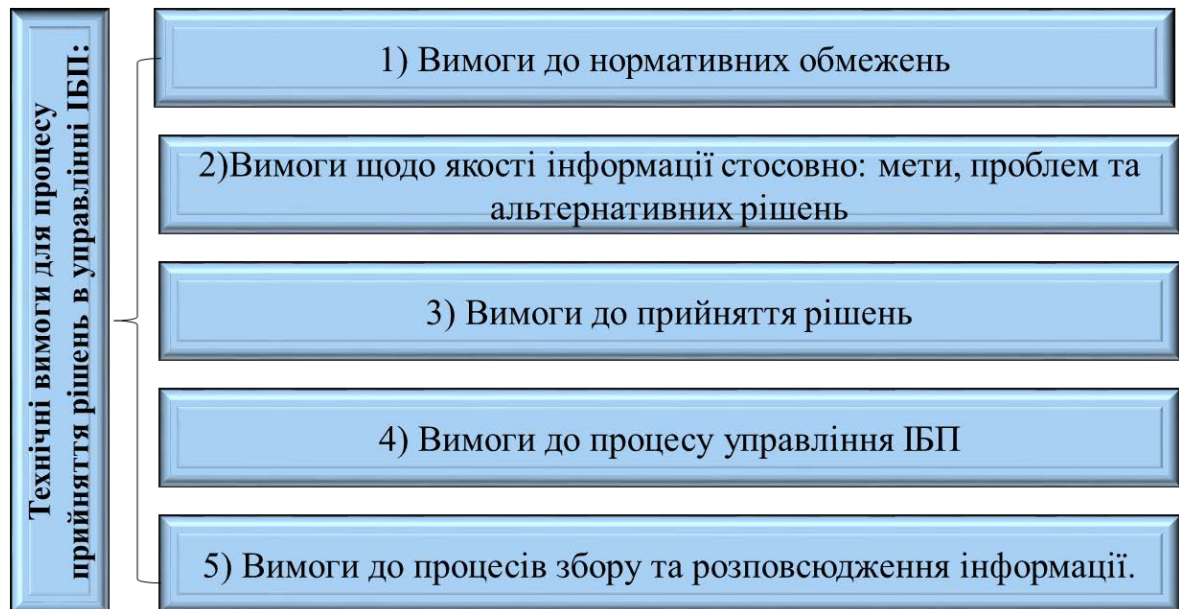 Технічні вимоги для процесу
прийняття рішень в управлінні ІБП:
1) Вимоги до нормативних обмежень
2)Вимоги щодо якості інформації стосовно: мети, проблем та
альтернативних рішень
3) Вимоги до прийняття рішень
4) Вимоги до процесу управління ІБП
5) Вимоги до процесів збору та розповсюдження інформації.